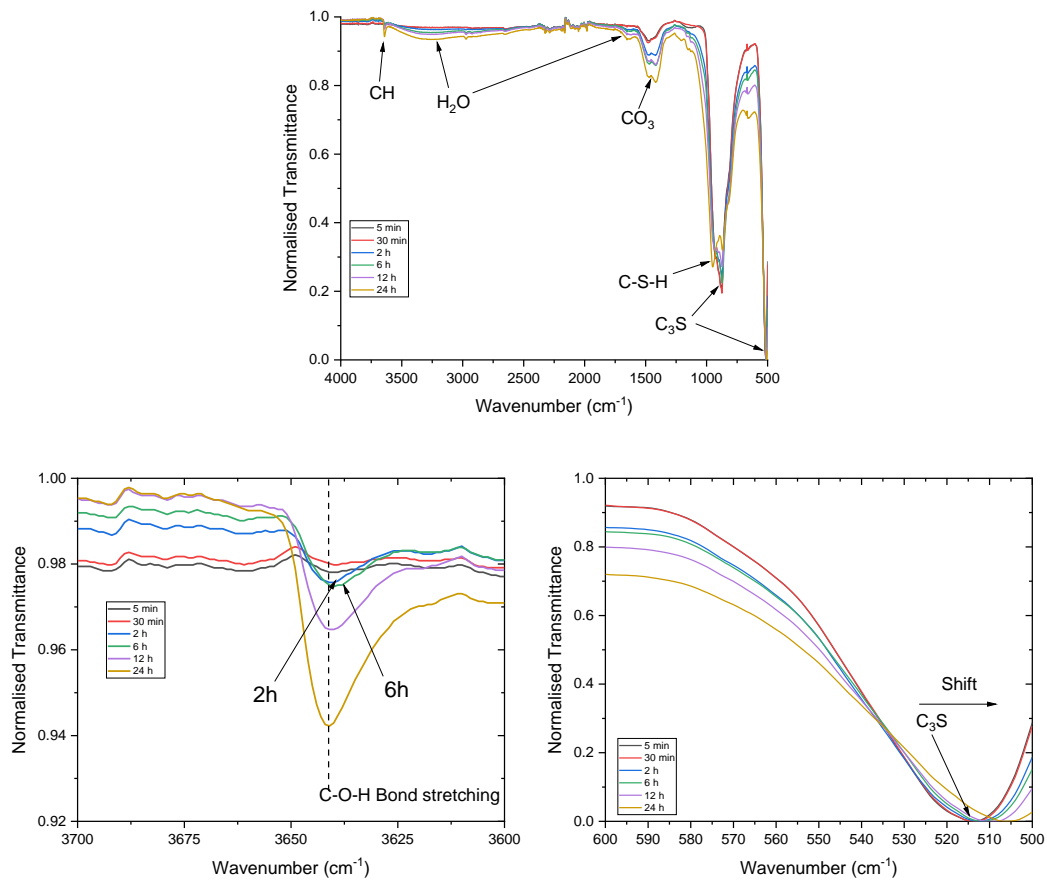 1.0
0.8
0.6
0.4
0.2
0.0
Normalised Transmittance
CH
H₂O
CO₃
C-S-H
C₃S
5 min
30 min
2 h
6 h
12 h
24 h
4000 3500 3000 2500 2000 1500 1000 500
Wavenumber (cm⁻¹)
1.00
0.98
0.96
0.94
0.92
Normalised Transmittance
5 min
30 min
2 h
6 h
12 h
24 h
2h
6h
C-O-H Bond stretching
3700 3675 3650 3625 3600
Wavenumber (cm⁻¹)
1.0
0.8
0.6
0.4
0.2
0.0
Normalised Transmittance
Shift
C₃S
5 min
30 min
2 h
6 h
12 h
24 h
600 590 580 570 560 550 540 530 520 510 500
Wavenumber (cm⁻¹)